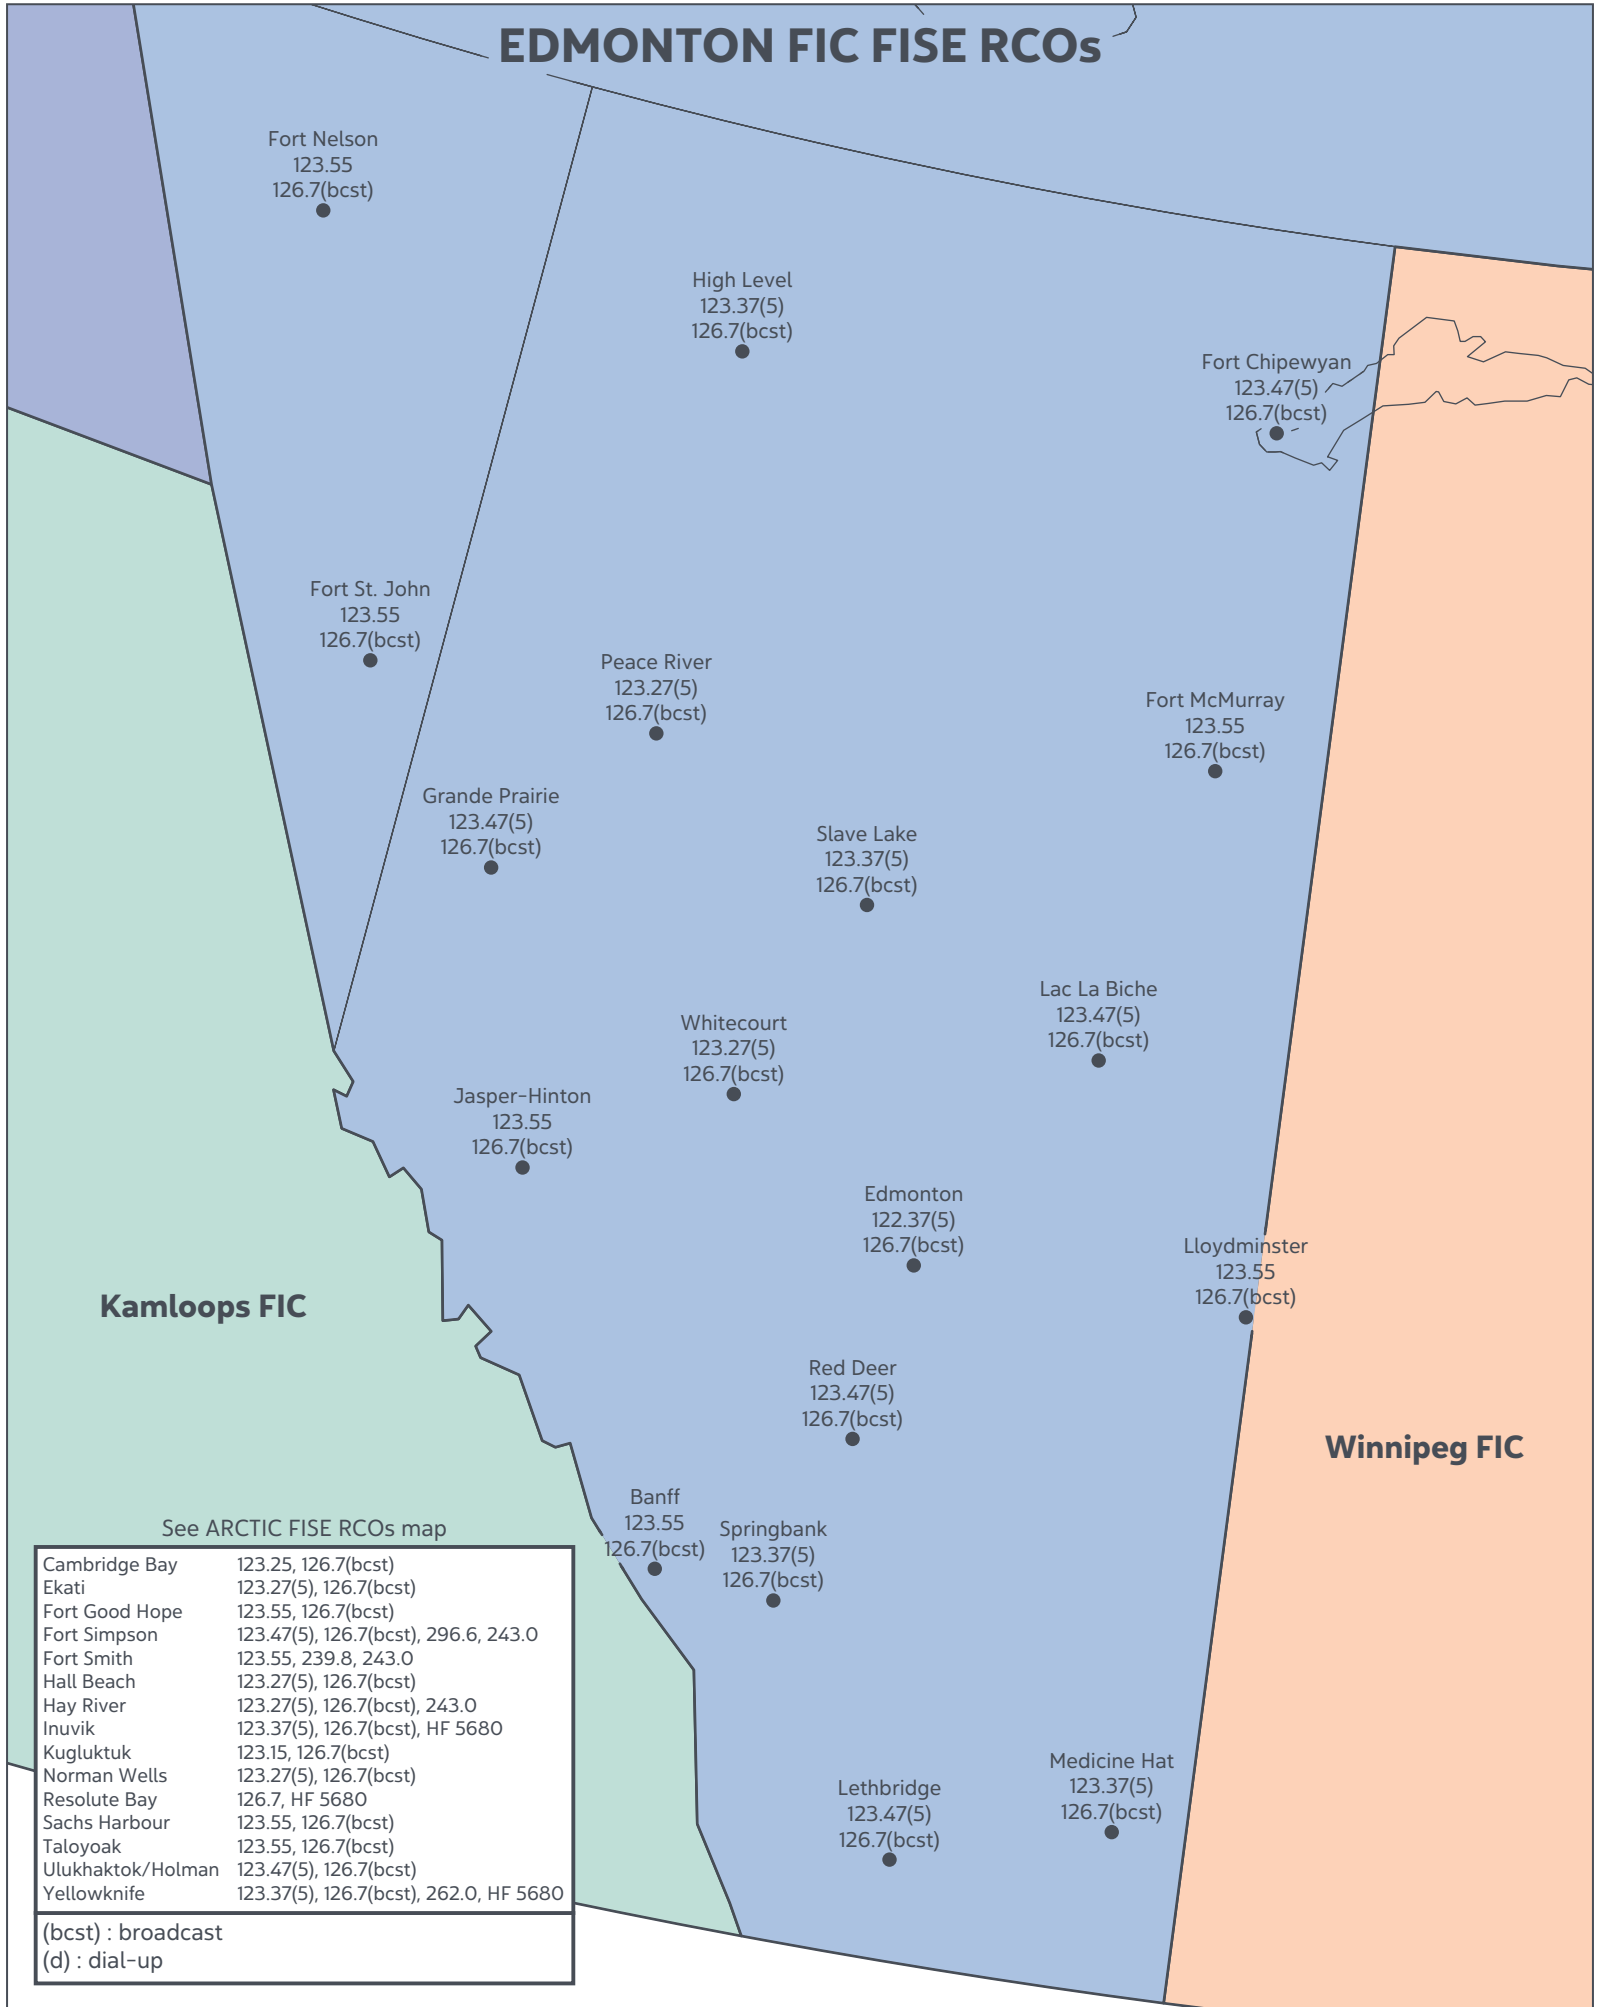 EDMONTON FIC FISE RCOs
Fort Nelson
123.55
126.7(bcst)
High Level
123.37(5)
126.7(bcst)
Fort Chipewyan
123.47(5)
126.7(bcst)
Fort St. John
123.55
126.7(bcst)
Peace River
123.27(5)
126.7(bcst)
Fort McMurray
123.55
126.7(bcst)
Grande Prairie
123.47(5)
126.7(bcst)
Slave Lake
123.37(5)
126.7(bcst)
Lac La Biche
123.47(5)
126.7(bcst)
Whitecourt
123.27(5)
126.7(bcst)
Jasper-Hinton
123.55
126.7(bcst)
Edmonton
122.37(5)
126.7(bcst)
Lloydminster
123.55
126.7(bcst)
Kamloops FIC
Red Deer
123.47(5)
126.7(bcst)
Winnipeg FIC
Banff
123.55
126.7(bcst)
Springbank
123.37(5)
126.7(bcst)
Medicine Hat
123.37(5)
126.7(bcst)
Lethbridge
123.47(5)
126.7(bcst)
See ARCTIC FISE RCOs map
Cambridge Bay 123.25, 126.7(bcst)
Ekati 123.27(5), 126.7(bcst)
Fort Good Hope 123.55, 126.7(bcst)
Fort Simpson 123.47(5), 126.7(bcst), 296.6, 243.0
Fort Smith 123.55, 239.8, 243.0
Hall Beach 123.27(5), 126.7(bcst)
Hay River 123.27(5), 126.7(bcst), 243.0
Inuvik 123.37(5), 126.7(bcst), HF 5680
Kugluktuk 123.15, 126.7(bcst)
Norman Wells 123.27(5), 126.7(bcst)
Resolute Bay 126.7, HF 5680
Sachs Harbour 123.55, 126.7(bcst)
Taloyoak 123.55, 126.7(bcst)
Ulukhaktok/Holman 123.47(5), 126.7(bcst)
Yellowknife 123.37(5), 126.7(bcst), 262.0, HF 5680
(bcst) : broadcast
(d) : dial-up